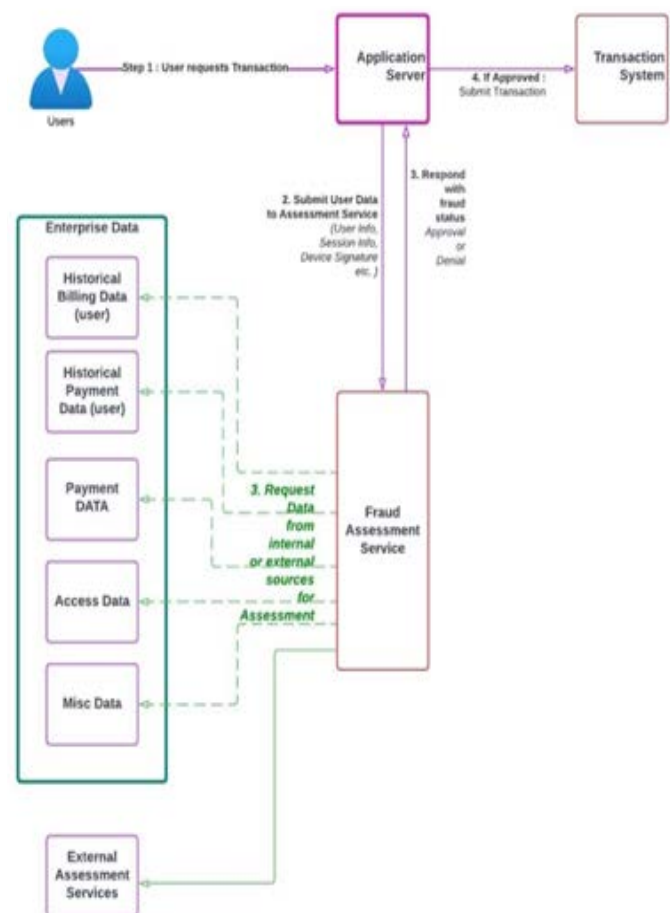 Step 1 : User requests Transaction
Users
Application
Server
4. If Approved :
Submit Transaction
Transaction
System
2. Submit User Data
to Assessment Service
(User Info,
Session Info,
Device Signature
etc. )
3. Respond
with
fraud
status
Approval
or
Denial
Enterprise Data
Historical
Billing Data
(user)
Historical
Payment
Data (user)
Payment
DATA
Access Data
Misc Data
3. Request
Data
from
internal
or external
sources
for
Assessment
Fraud
Assessment
Service
External
Assessment
Services